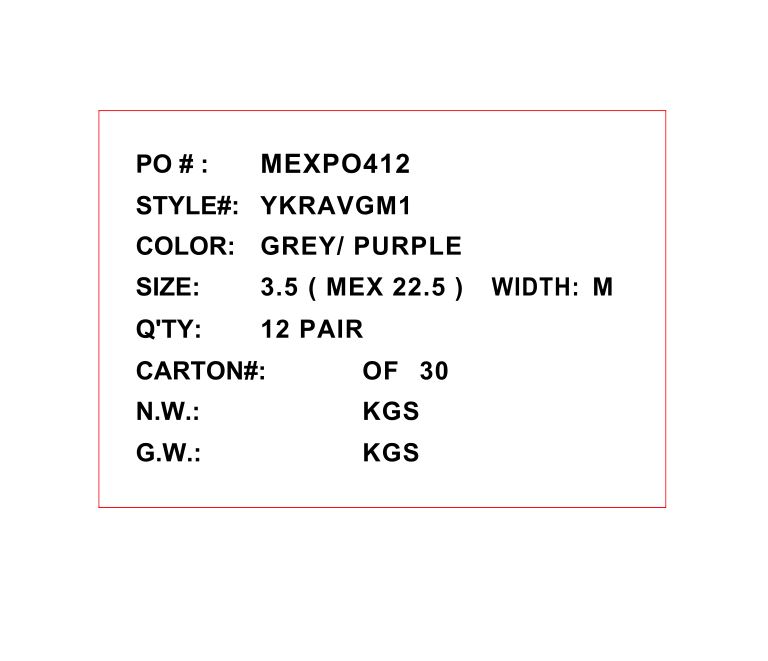 PO # : MEXPO412
STYLE#: YKRAVGM1
COLOR: GREY/ PURPLE
SIZE: 3.5 ( MEX 22.5 ) WIDTH: M
Q'TY: 12 PAIR
CARTON#: OF 30
N.W.: KGS
G.W.: KGS